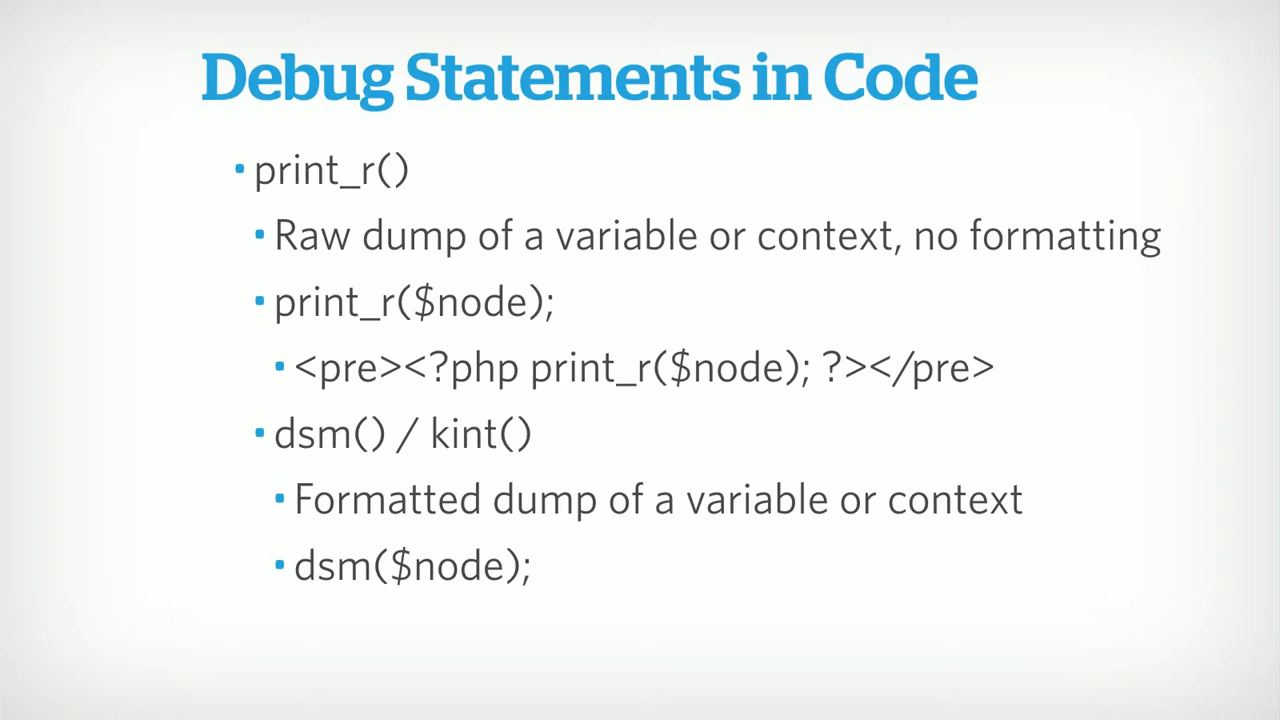 Debug Statements in Code
print_r()
Raw dump of a variable or context, no formatting
print_r($node);
<pre><?php print_r($node); ?></pre>
dsm() / kint()
Formatted dump of a variable or context
dsm($node);